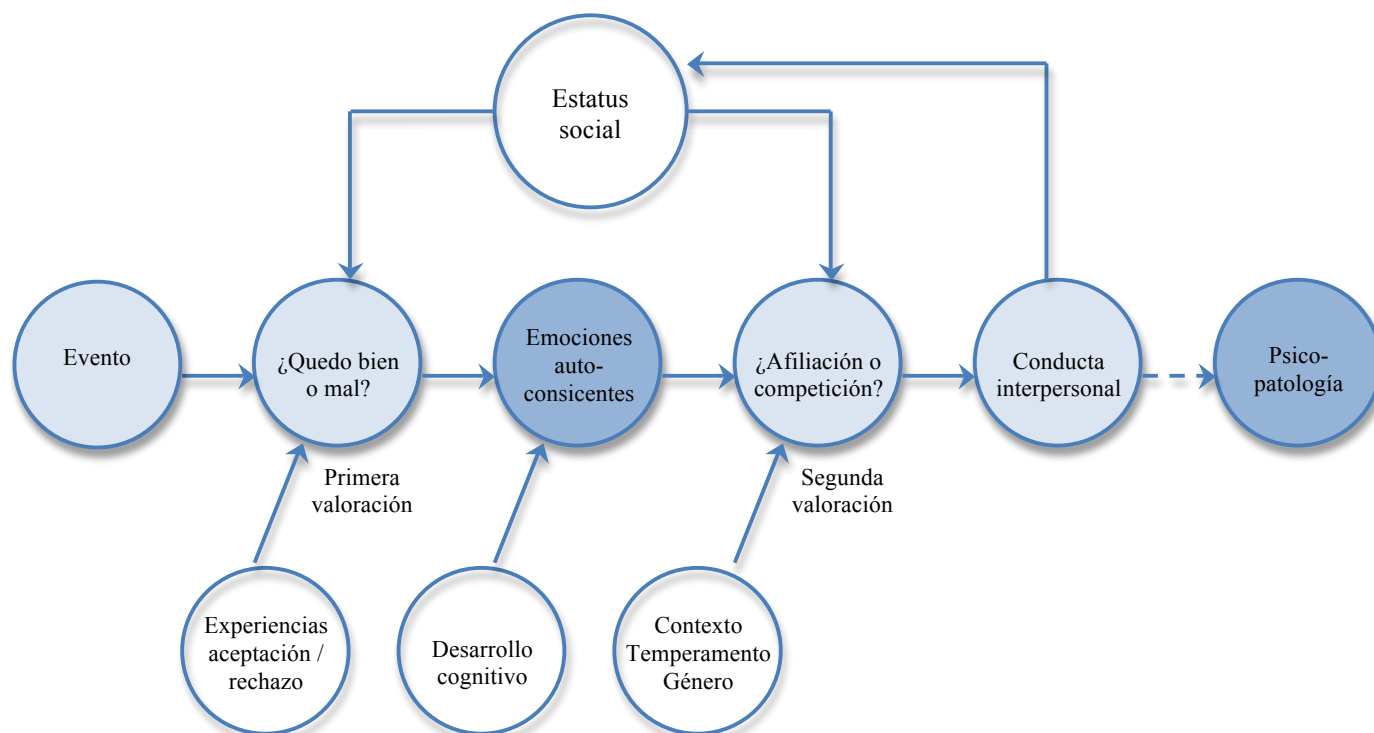 Estatus
social
Evento
¿Quedo bien
o mal?
Emociones
auto-
consicentes
¿Afiliación o
competición?
Conducta
interpersonal
Psico-
patología
Primera
valoración
Segunda
valoración
Experiencias
aceptación /
rechazo
Desarrollo
cognitivo
Contexto
Temperamento
Género